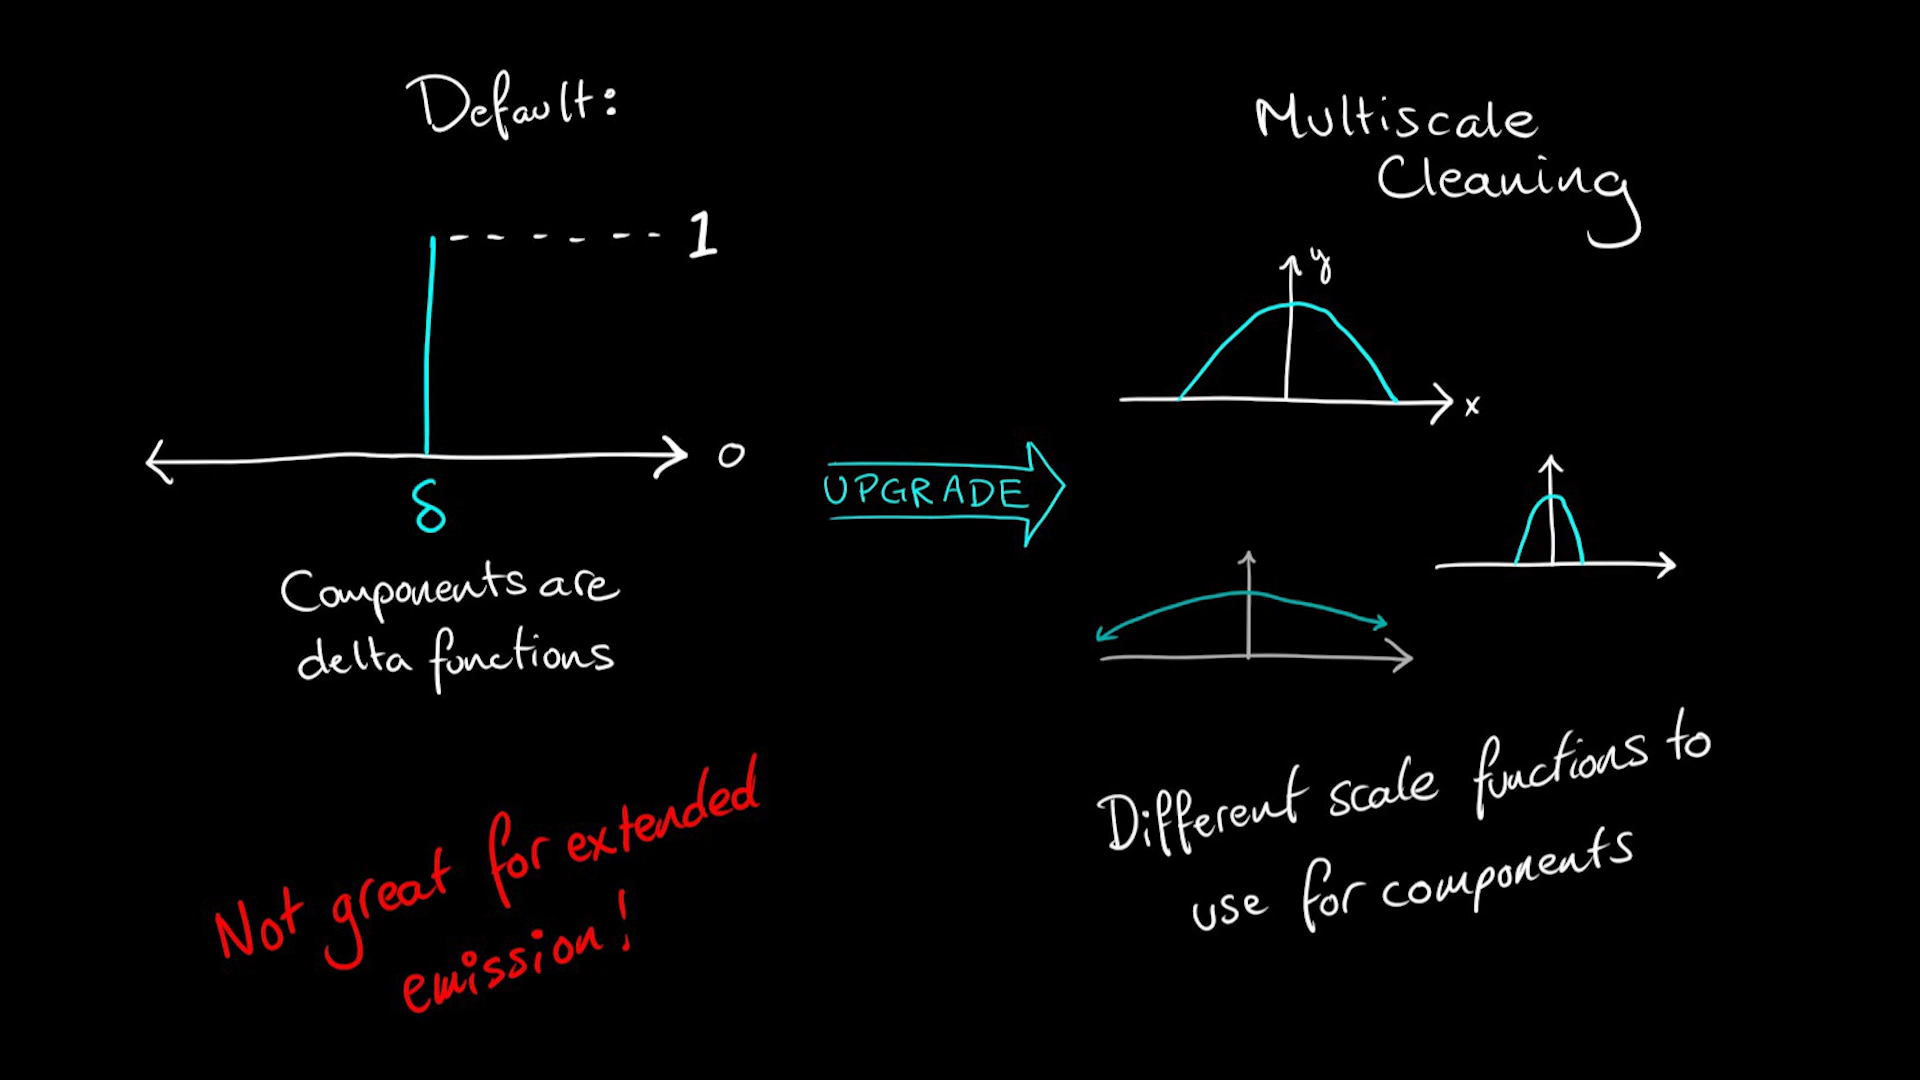 Default:
1
0
δ
Components are
delta functions
Not great for extended
emission!
UPGRADE
Multiscale
Cleaning
y
x
Different scale functions to
use for components